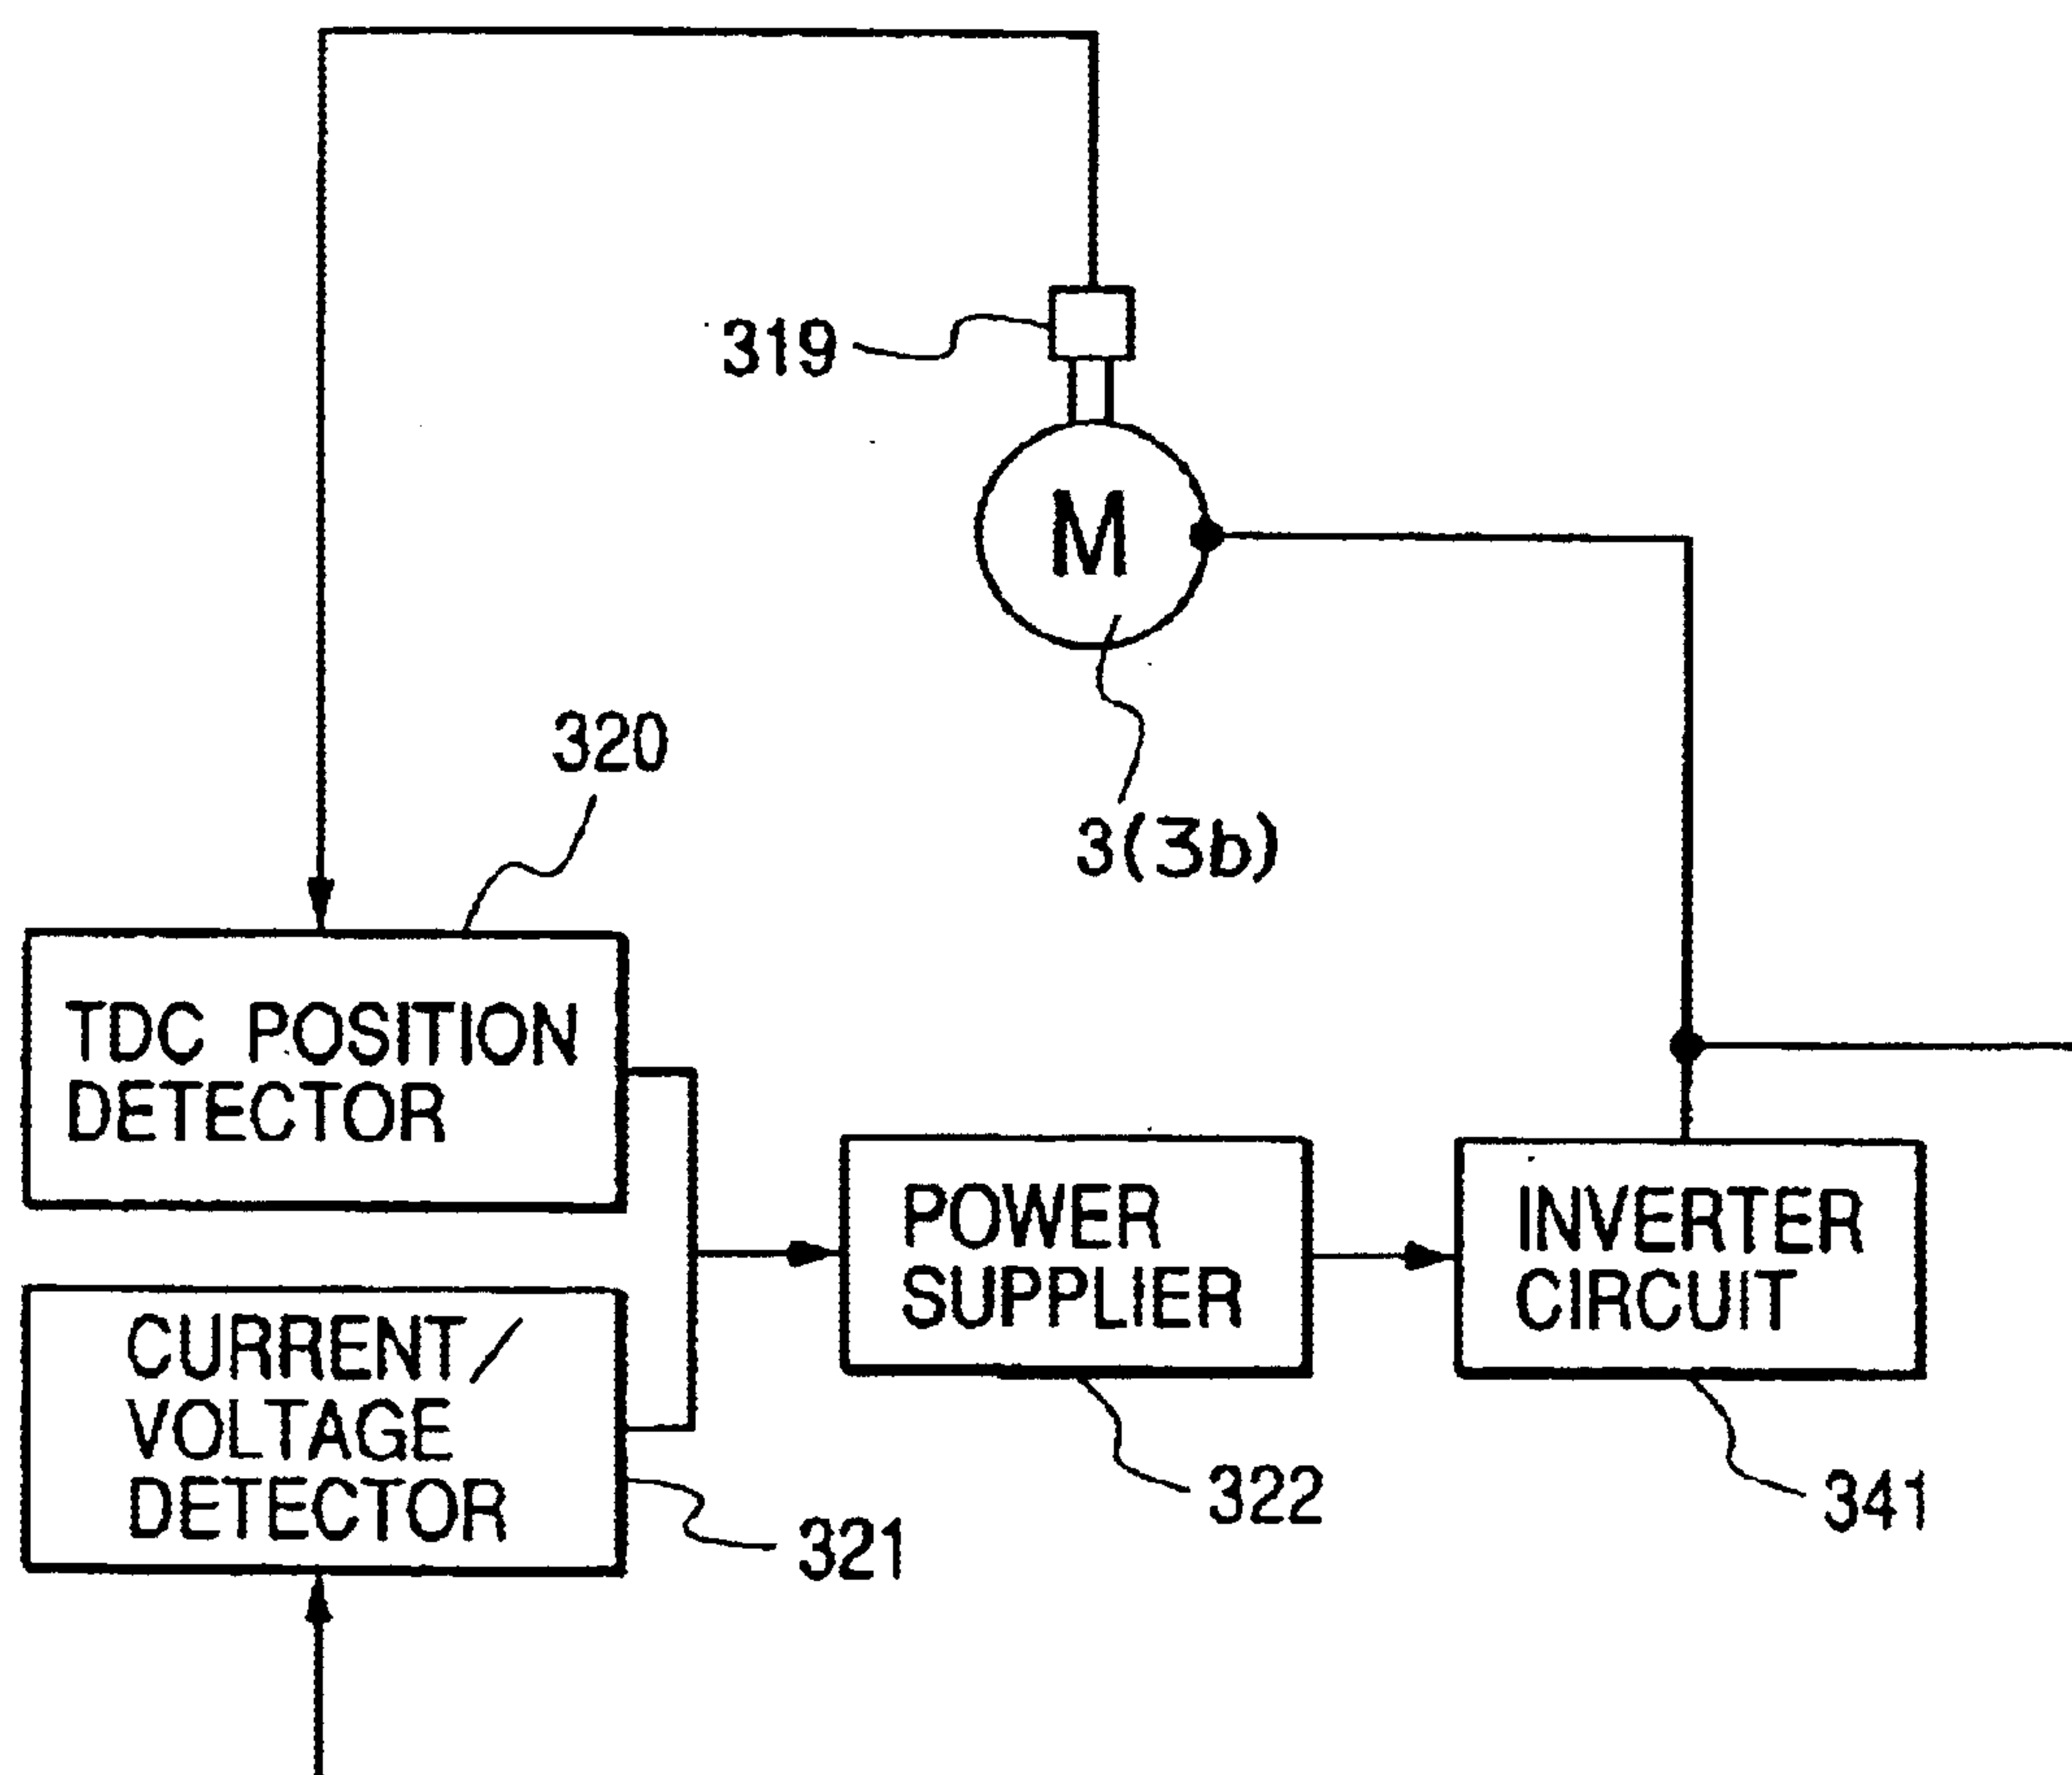 319
M
3(3b)
320
TDC POSITION
DETECTOR
POWER
SUPPLIER
INVERTER
CIRCUIT
CURRENT/
VOLTAGE
DETECTOR
322
341
321